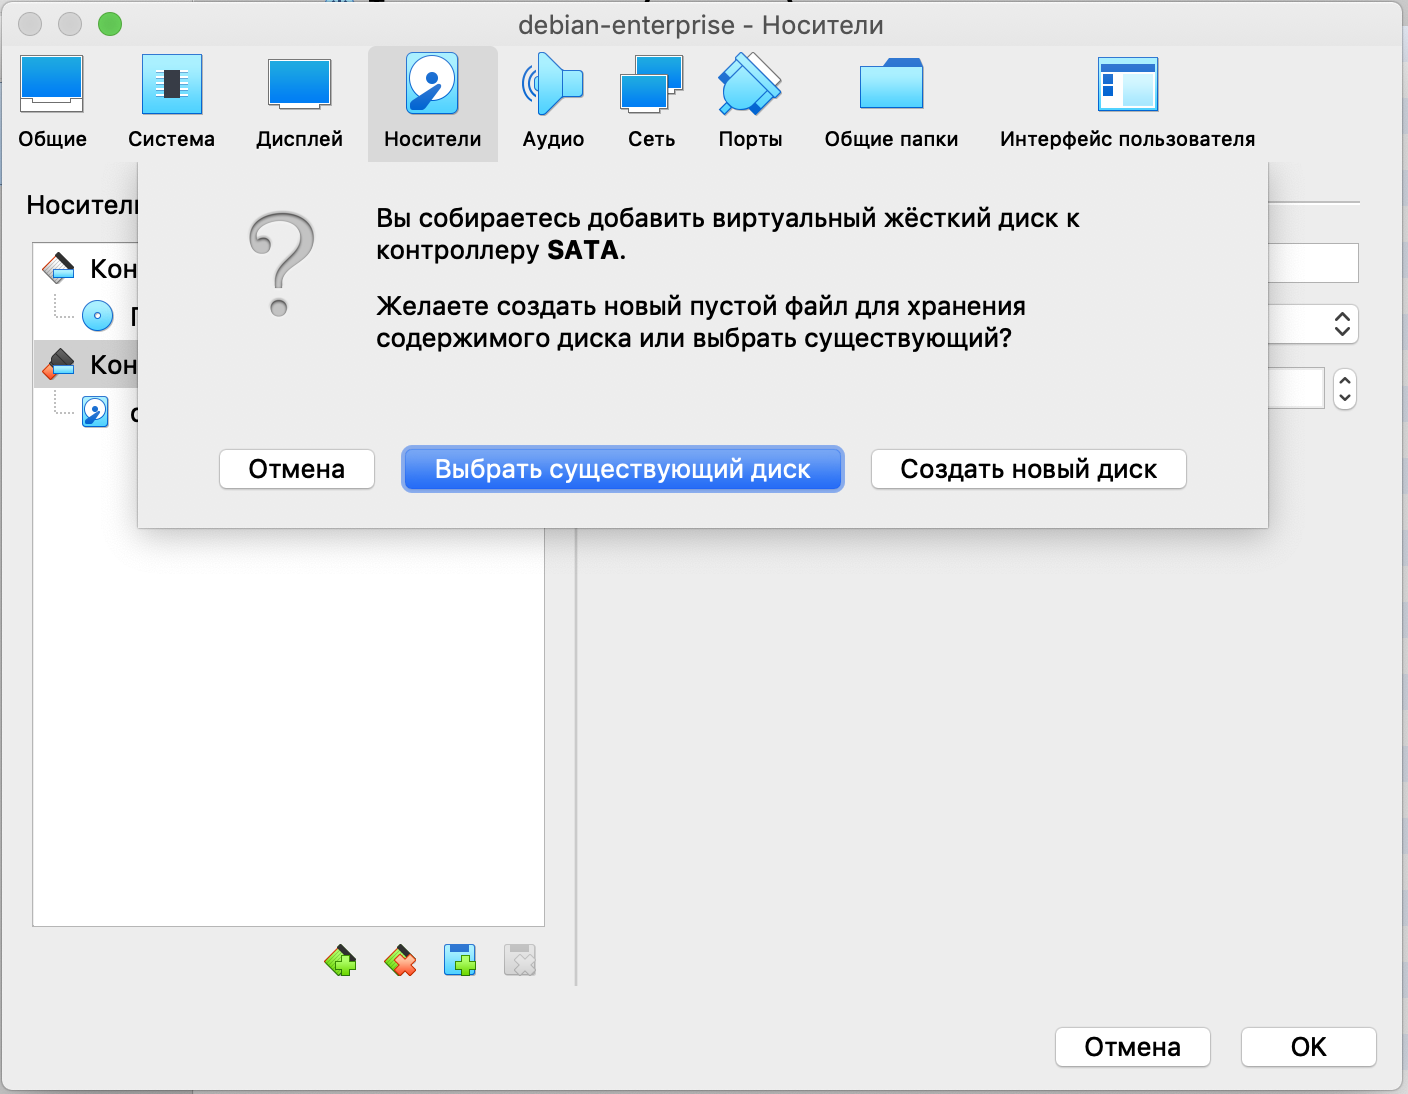 debian-enterprise - Носители
Общие
Система
Дисплей
Носители
Аудио
Сеть
Порты
Общие папки
Интерфейс пользователя
Носители
Вы собираетесь добавить виртуальный жёсткий диск к
контроллеру SATA.
Желаете создать новый пустой файл для хранения
содержимого диска или выбрать существующий?
Кон
Кон
Отмена
Выбрать существующий диск
Создать новый диск
Отмена
OK